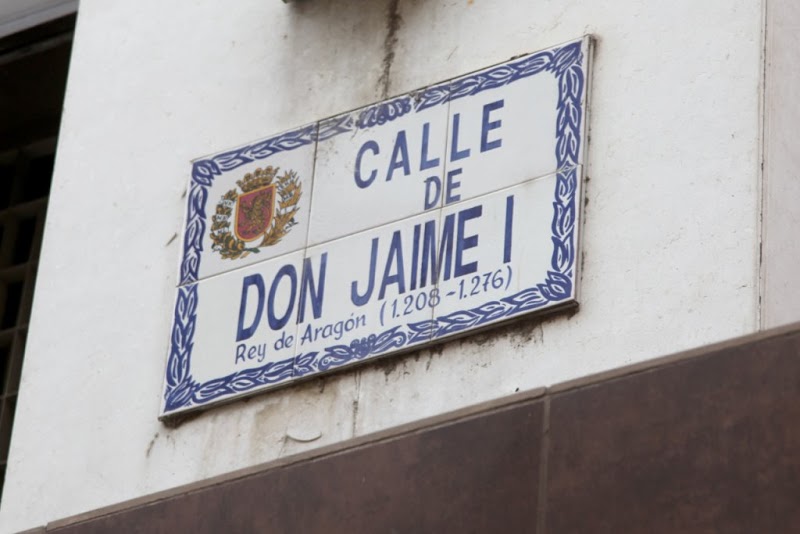 CALLE
DE
DON JAIME I
Rey de Aragón (1.208-1.276)